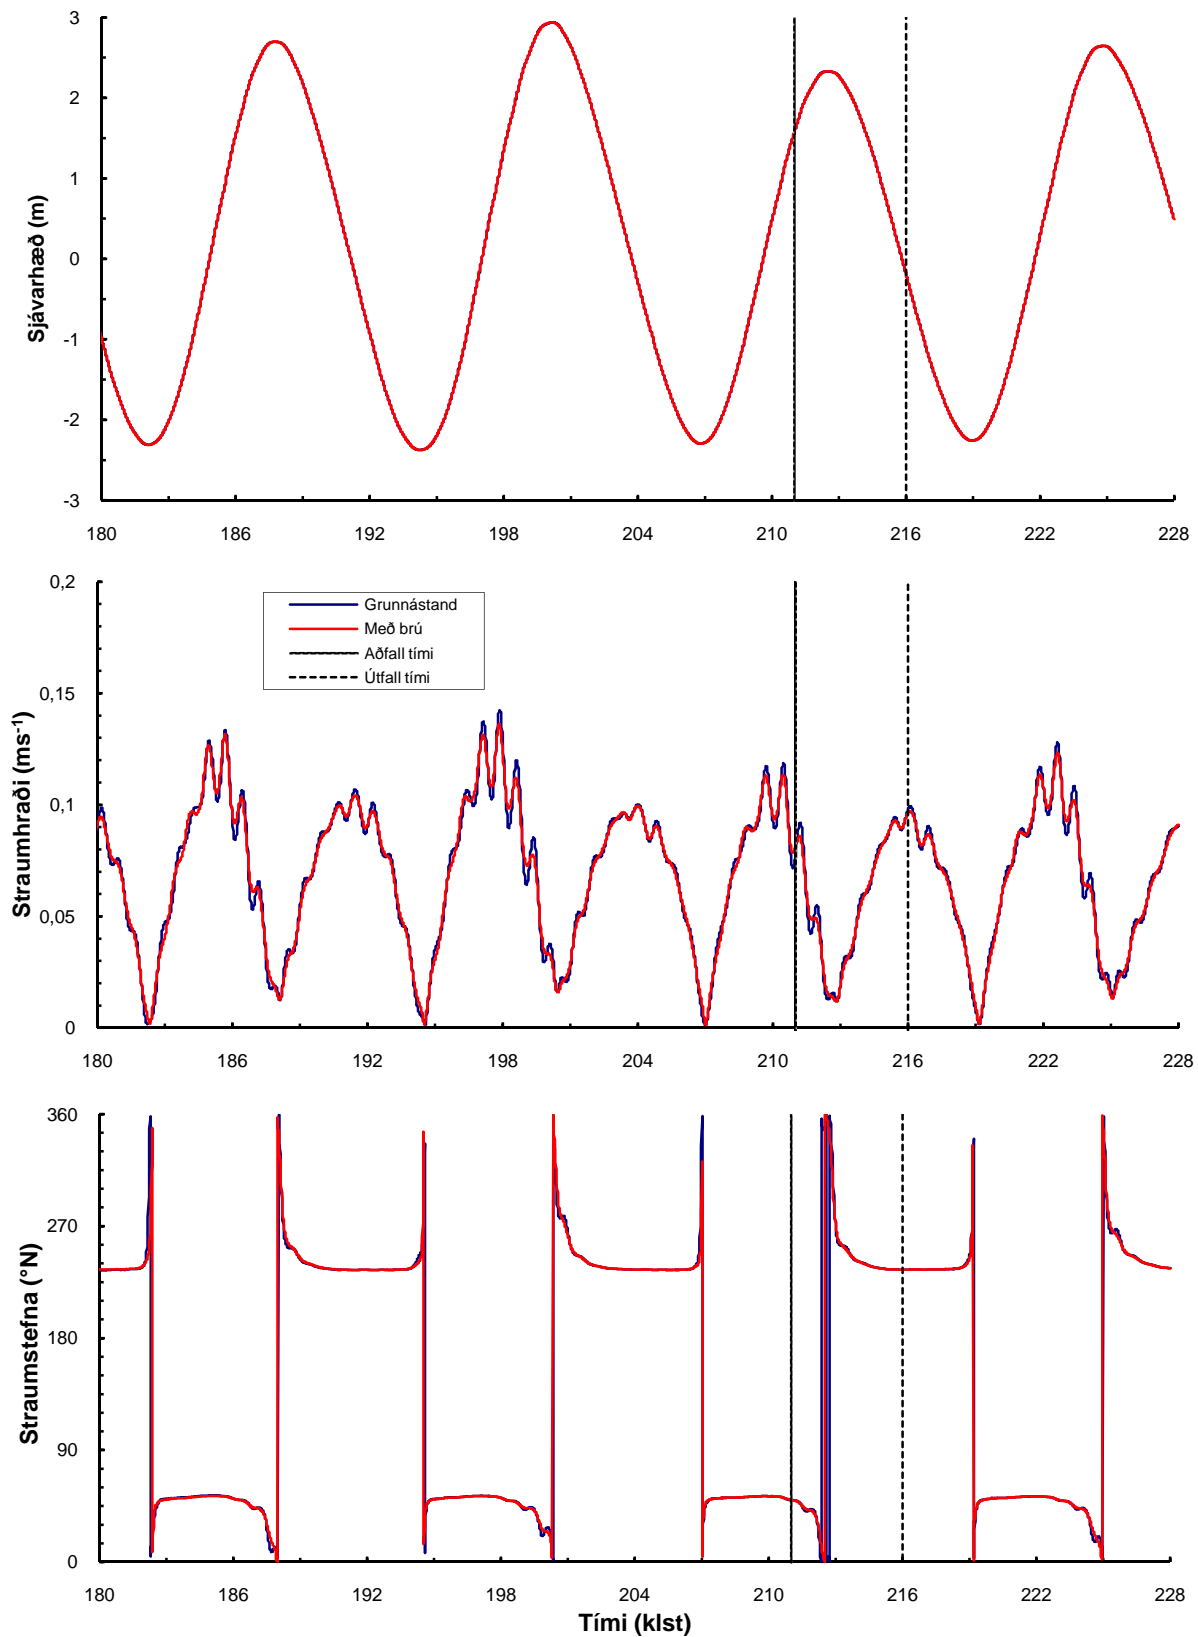 3
2
1
0
-1
-2
-3
Sjávarhæð (m)
180 186 192 198 204 210 216 222 228
0,2
0,15
0,1
0,05
0
Straumhraði (ms-1)
Grunnástand
Með brú
Aðfall tími
Útfall tími
180 186 192 198 204 210 216 222 228
360
270
180
90
0
Straumstefna (°N)
180 186 192 198 204 210 216 222 228
Tími (klst)